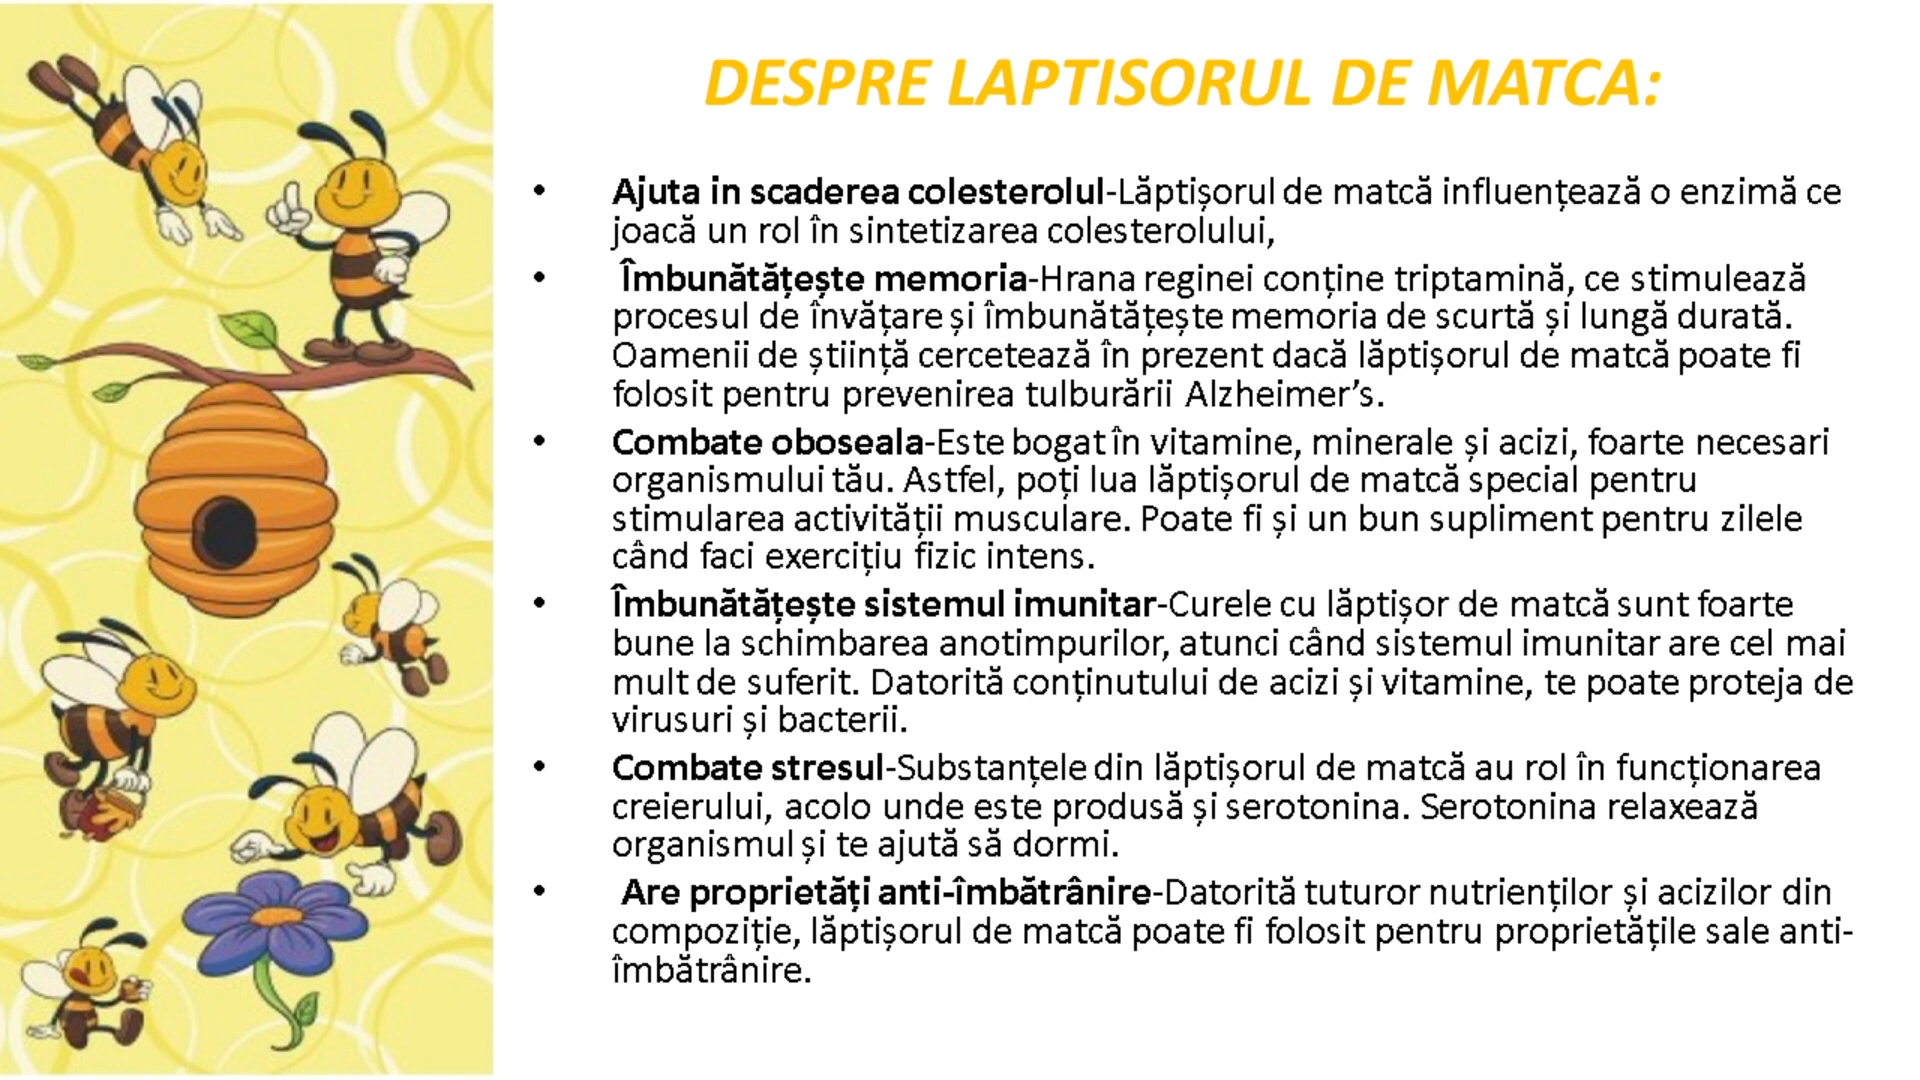 DESPRE LAPTISORUL DE MATCA:
• Ajuta in scaderea colesterolul-Lăptișorul de matcă influențează o enzimă ce
joacă un rol în sintetizarea colesterolului,
• Îmbunătățește memoria-Hrana reginei conține triptamină, ce stimulează
procesul de învățare și îmbunătățește memoria de scurtă și lungă durată.
Oamenii de știință cercetează în prezent dacă lăptișorul de matcă poate fi
folosit pentru prevenirea tulburării Alzheimer’s.
• Combate oboseala-Este bogat în vitamine, minerale și acizi, foarte necesari
organismului tău. Astfel, poți lua lăptișorul de matcă special pentru
stimularea activității musculare. Poate fi și un bun supliment pentru zilele
când faci exercițiu fizic intens.
• Îmbunătățește sistemul imunitar-Curele cu lăptișor de matcă sunt foarte
bune la schimbarea anotimpurilor, atunci când sistemul imunitar are cel mai
mult de suferit. Datorită conținutului de acizi și vitamine, te poate proteja de
virusuri și bacterii.
• Combate stresul-Substanțele din lăptișorul de matcă au rol în funcționarea
creierului, acolo unde este produsă și serotonina. Serotonina relaxează
organismul și te ajută să dormi.
• Are proprietăți anti-îmbătrânire-Datorită tuturor nutrienților și acizilor din
compoziție, lăptișorul de matcă poate fi folosit pentru proprietățile sale anti-
îmbătrânire.